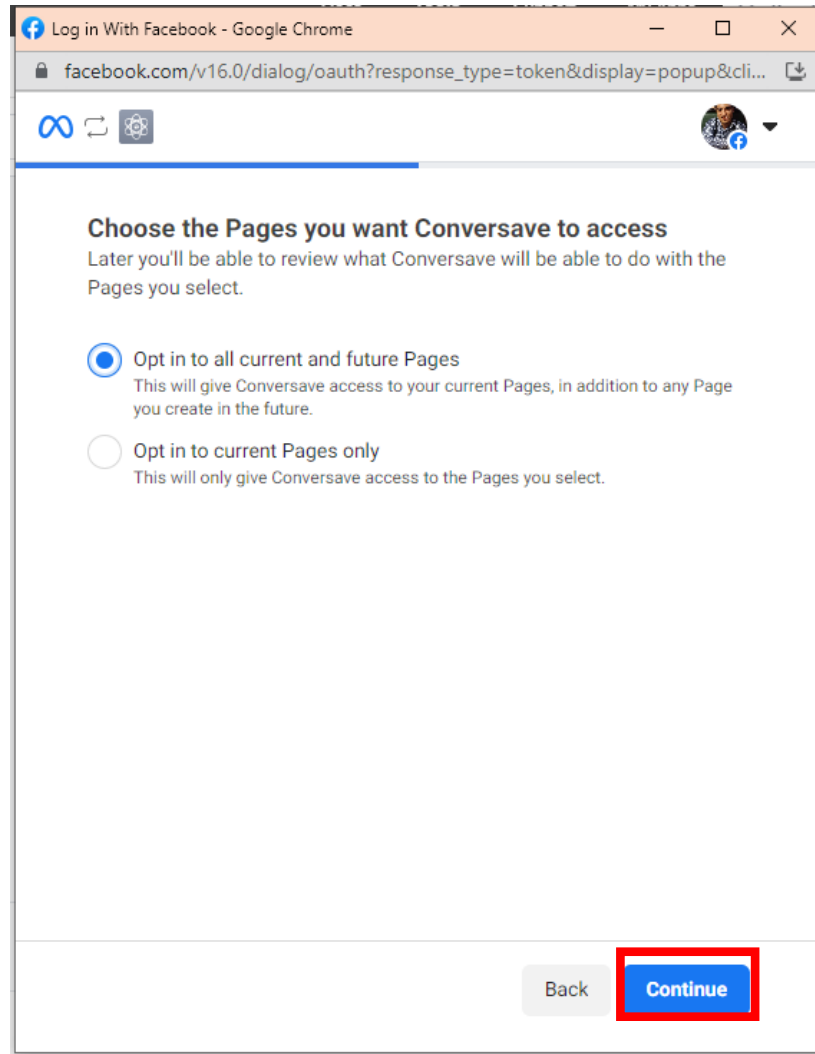 Log in With Facebook - Google Chrome
facebook.com/v16.0/dialog/oauth?response_type=token&display=popup&cli...
Choose the Pages you want Conversave to access
Later you'll be able to review what Conversave will be able to do with the
Pages you select.
Opt in to all current and future Pages
This will give Conversave access to your current Pages, in addition to any Page
you create in the future.
Opt in to current Pages only
This will only give Conversave access to the Pages you select.
Back
Continue